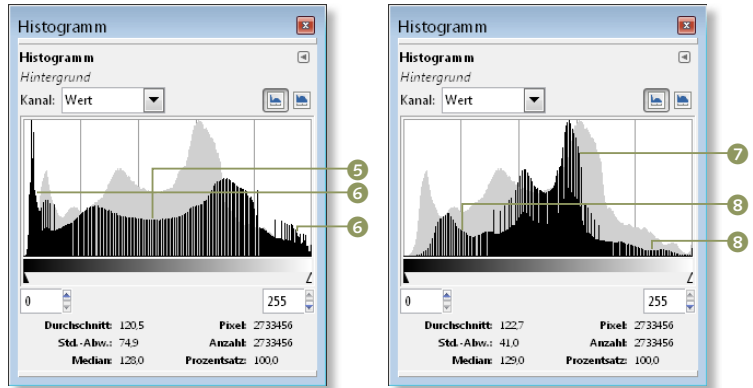 Histogramm
Histogramm
Hintergrund
Kanal: Wert
5
6
6
0 255
Durchschnitt: 120,5 Pixel: 2733456
Std.-Abw.: 74,9 Anzahl: 2733456
Median: 128,0 Prozentsatz: 100,0
Histogramm
Histogramm
Hintergrund
Kanal: Wert
7
8
8
0 255
Durchschnitt: 122,7 Pixel: 2733456
Std.-Abw.: 41,0 Anzahl: 2733456
Median: 129,0 Prozentsatz: 100,0